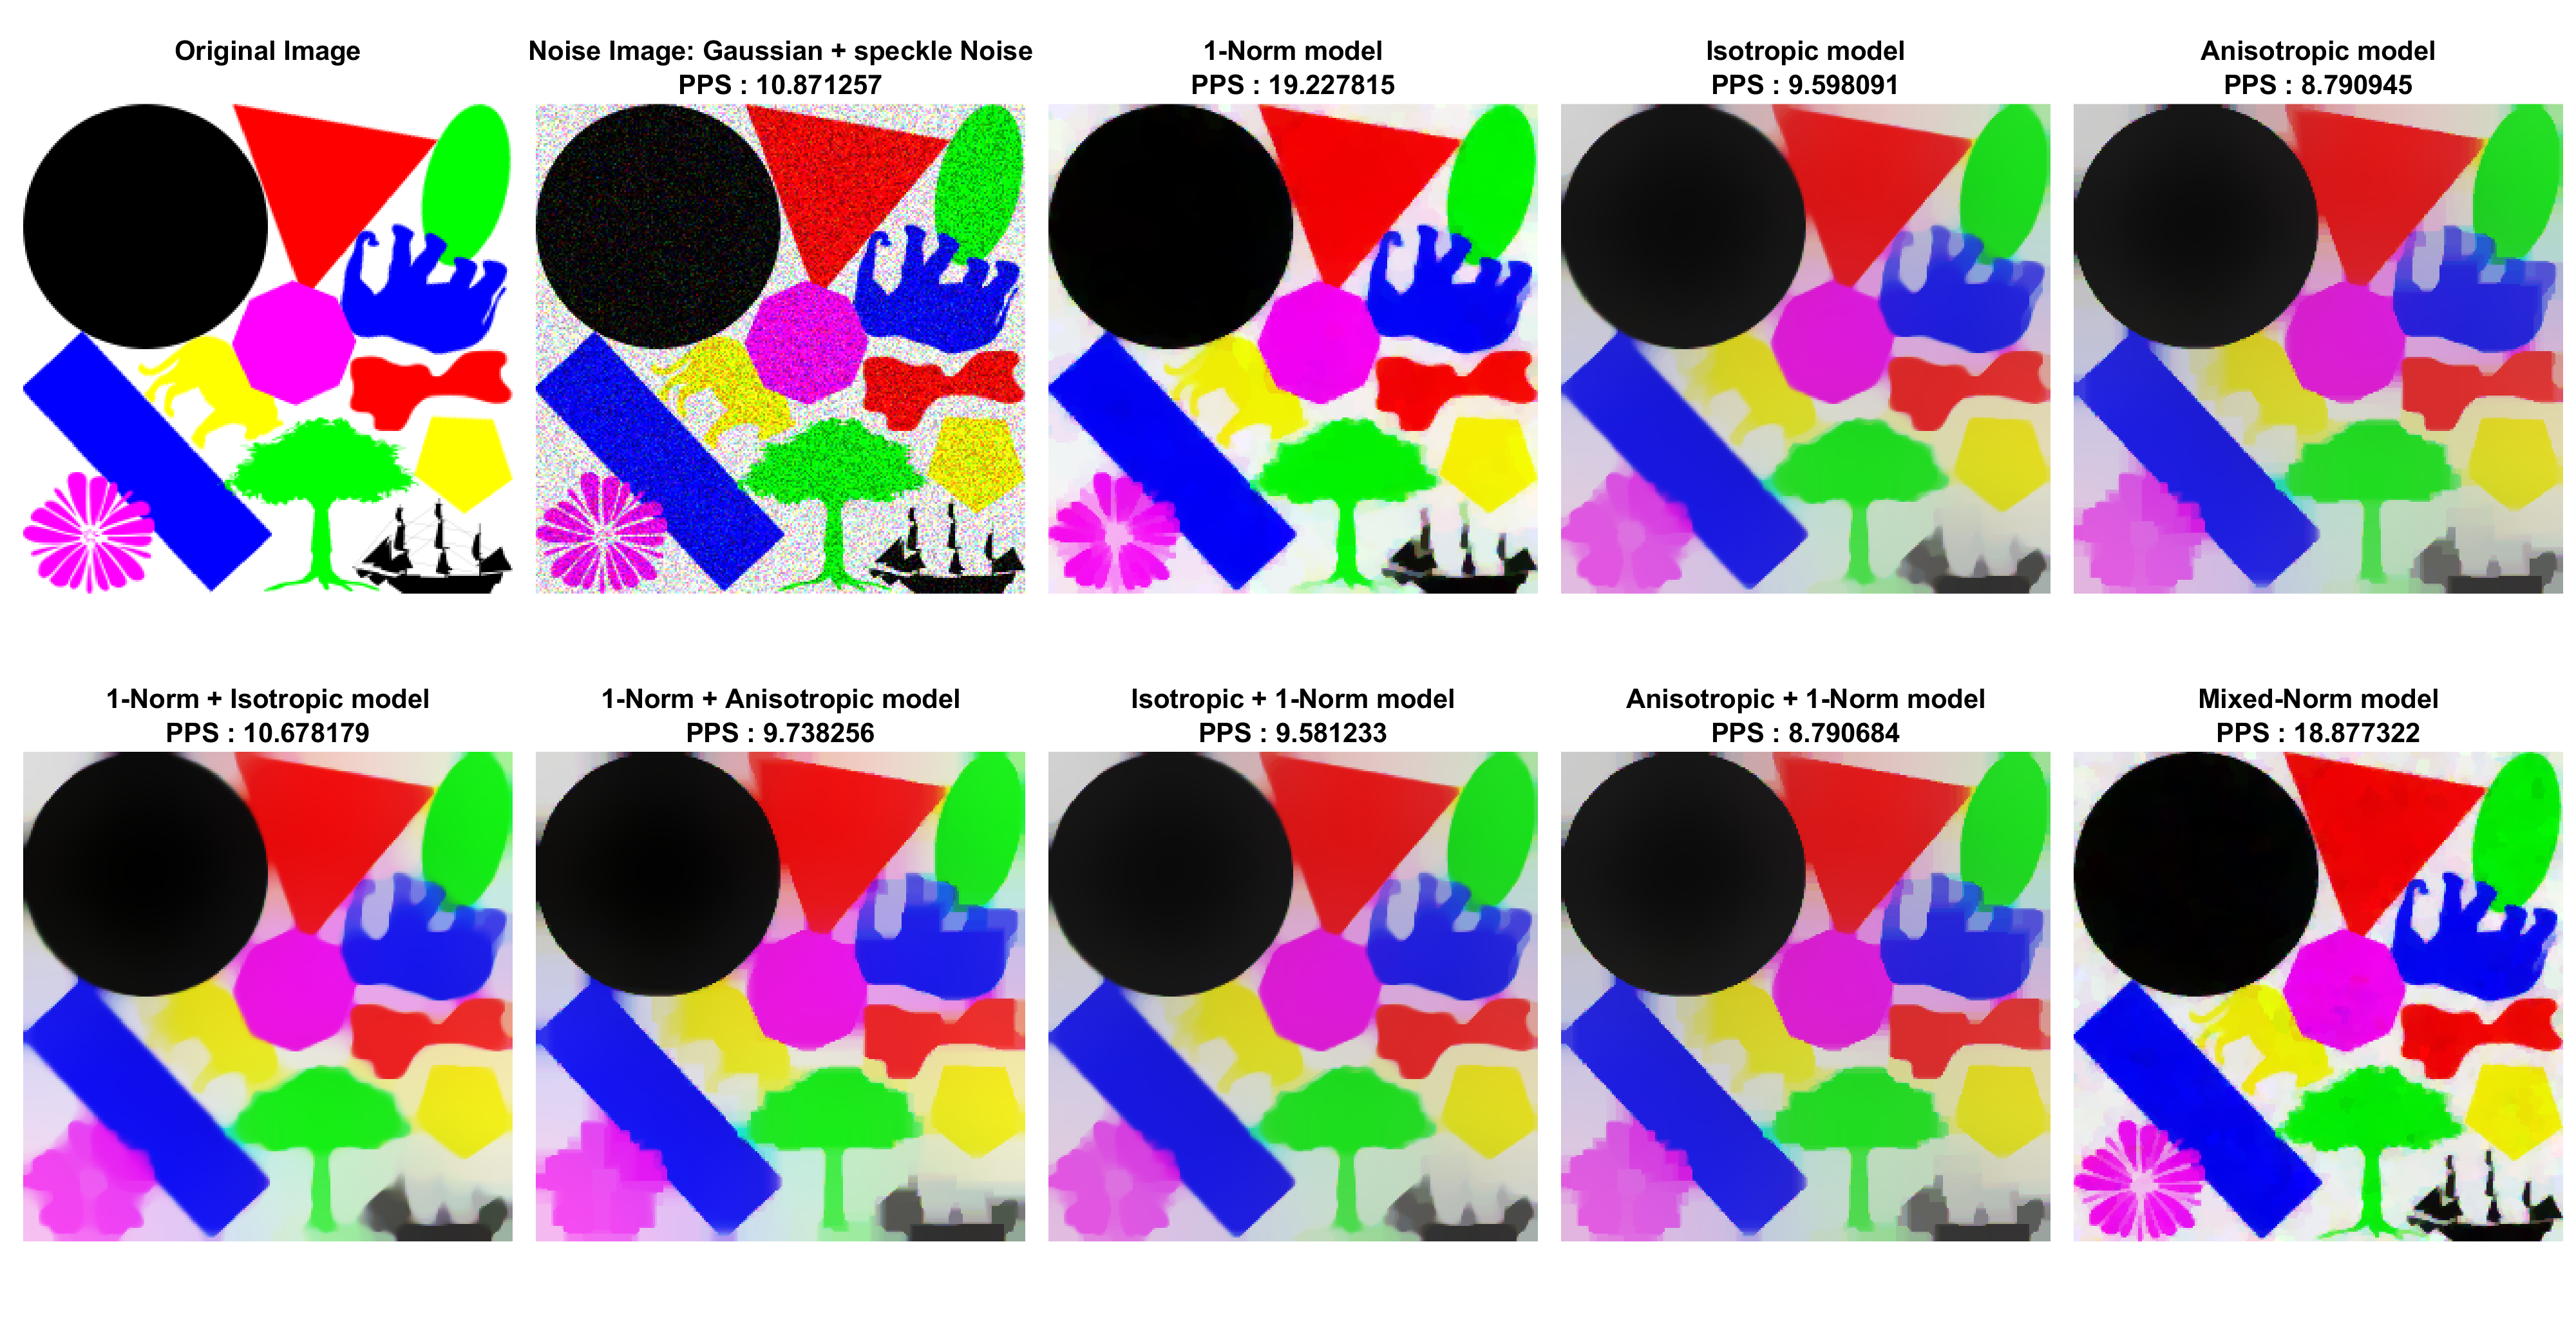 Original Image
Noise Image: Gaussian + speckle Noise
PPS : 10.871257
1-Norm model
PPS : 19.227815
Isotropic model
PPS : 9.598091
Anisotropic model
PPS : 8.790945
1-Norm + Isotropic model
PPS : 10.678179
1-Norm + Anisotropic model
PPS : 9.738256
Isotropic + 1-Norm model
PPS : 9.581233
Anisotropic + 1-Norm model
PPS : 8.790684
Mixed-Norm model
PPS : 18.877322